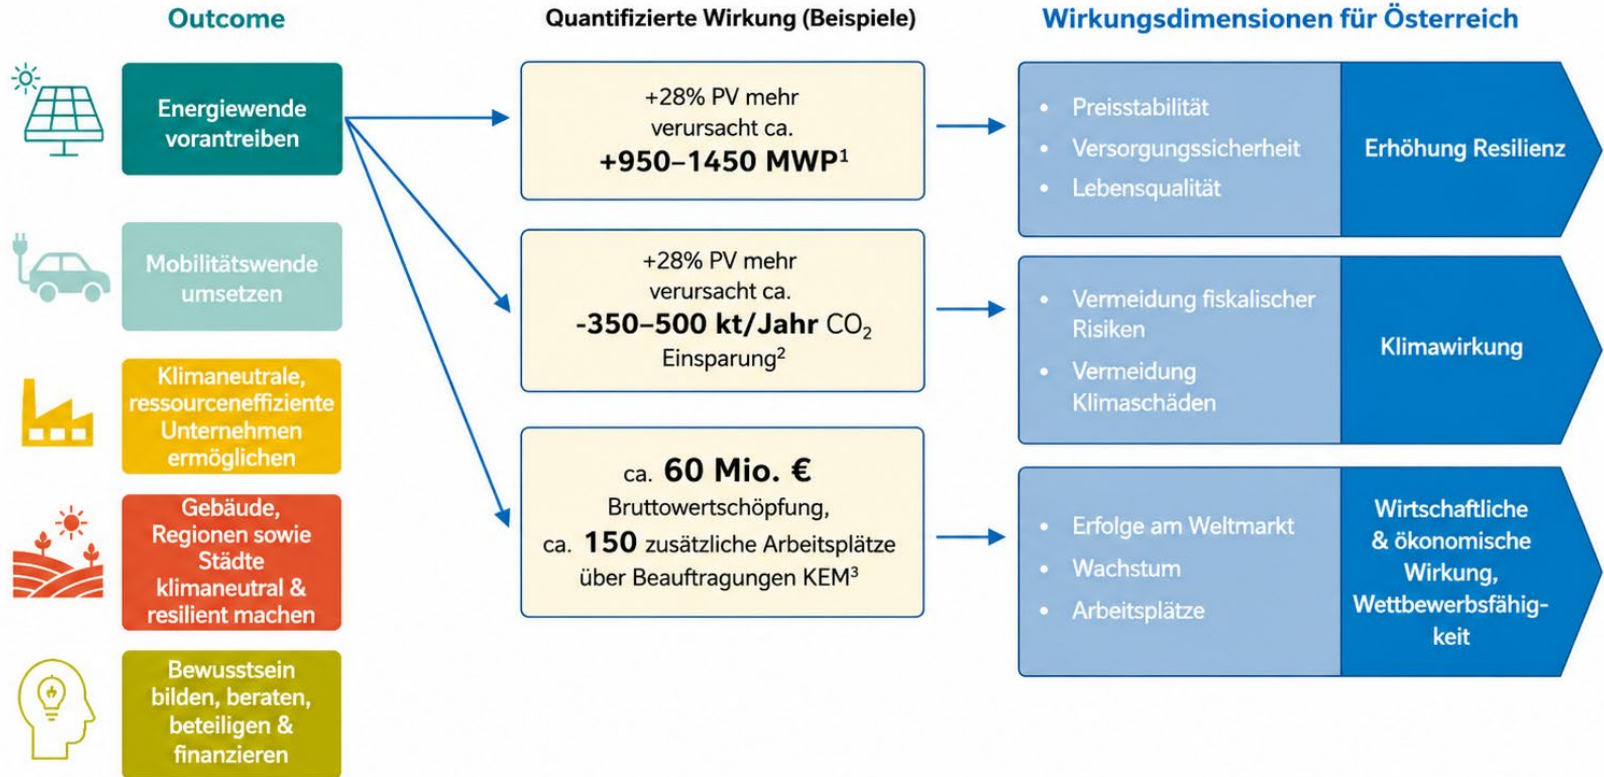 Outcome
Quantifizierte Wirkung (Beispiele)
Wirkungsdimensionen für Österreich
Energiewende
vorantreiben
+28% PV mehr
verursacht ca.
+950–1450 MWP¹
• Preisstabilität
• Versorgungssicherheit
• Lebensqualität
Erhöhung Resilienz
Mobilitätswende
umsetzen
+28% PV mehr
verursacht ca.
-350–500 kt/Jahr CO₂
Einsparung²
• Vermeidung fiskalischer
Risiken
• Vermeidung
Klimaschäden
Klimawirkung
Klimaneutrale,
ressourceneffiziente
Unternehmen
ermöglichen
ca. 60 Mio. €
Bruttowertschöpfung,
ca. 150 zusätzliche Arbeitsplätze
über Beauftragungen KEM³
• Erfolge am Weltmarkt
• Wachstum
• Arbeitsplätze
Wirtschaftliche
& ökonomische
Wirkung,
Wettbewerbsfähig-
keit
Gebäude,
Regionen sowie
Städte
klimaneutral &
resilient machen
Bewusstsein
bilden, beraten,
beteiligen &
finanzieren